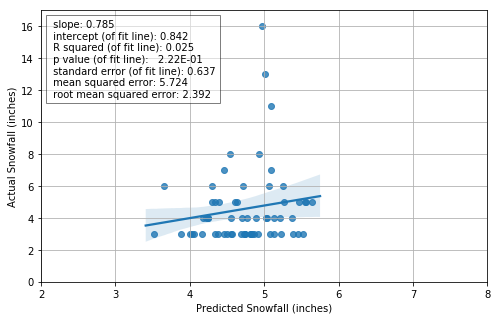 slope: 0.785
intercept (of fit line): 0.842
R squared (of fit line): 0.025
p value (of fit line):   2.22E-01
standard error (of fit line): 0.637
mean squared error: 5.724
root mean squared error: 2.392
Actual Snowfall (inches)
16
14
12
10
8
6
4
2
0
2 3 4 5 6 7 8
Predicted Snowfall (inches)